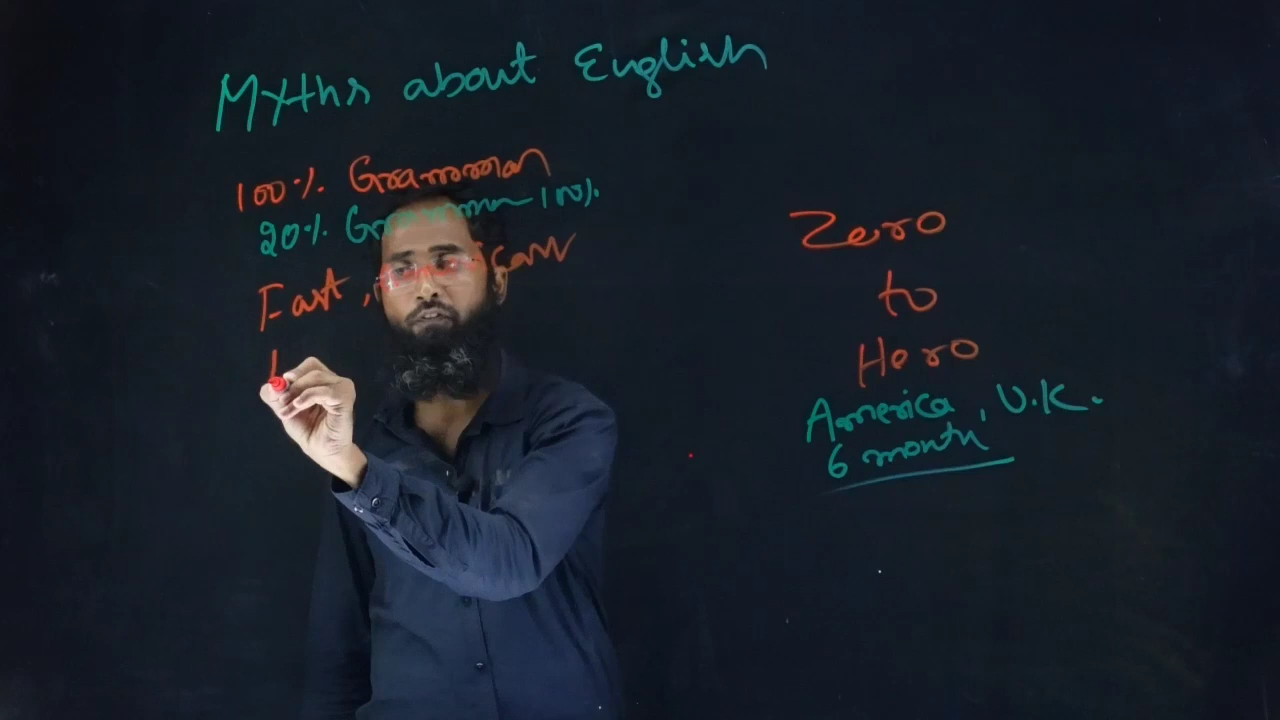 Myths about English
100% Grammar
20% Grammar 100%
Fast,
Zero
to
Hero
America, U.K.
6 month